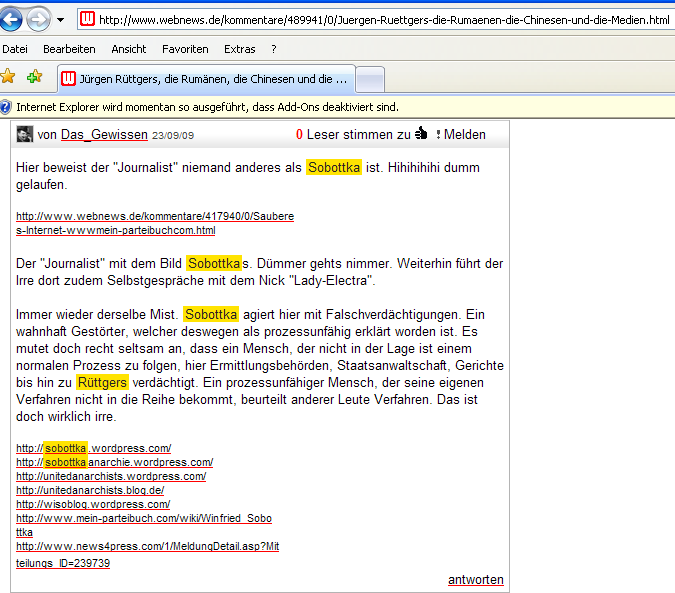 http://www.webnews.de/kommentare/489941/0/Juergen-Ruettgers-die-Rumaenen-die-Chinesen-und-die-Medien.html
Datei Bearbeiten Ansicht Favoriten Extras ?
Jürgen Rüttgers, die Rumänen, die Chinesen und die ...
Internet Explorer wird momentan so ausgeführt, dass Add-Ons deaktiviert sind.
von Das_Gewissen 23/09/09 0 Leser stimmen zu ! Melden
Hier beweist der "Journalist" niemand anderes als Sobottka ist. Hihihihihi dumm
gelaufen.
http://www.webnews.de/kommentare/417940/0/Saubere
s-Internet-wwwmein-parteibuchcom.html
Der "Journalist" mit dem Bild Sobottkas. Dümmer gehts nimmer. Weiterhin führt der
Irre dort zudem Selbstgespräche mit dem Nick "Lady-Electra".
Immer wieder derselbe Mist. Sobottka agiert hier mit Falschverdächtigungen. Ein
wahnhaft Gestörter, welcher deswegen als prozessunfähig erklärt worden ist. Es
mutet doch recht seltsam an, dass ein Mensch, der nicht in der Lage ist einem
normalen Prozess zu folgen, hier Ermittlungsbehörden, Staatsanwaltschaft, Gerichte
bis hin zu Rüttgers verdächtigt. Ein prozessunfähiger Mensch, der seine eigenen
Verfahren nicht in die Reihe bekommt, beurteilt anderer Leute Verfahren. Das ist
doch wirklich irre.
http://sobottka.wordpress.com/
http://sobottkaanarchie.wordpress.com/
http://unitedanarchists.wordpress.com/
http://unitedanarchists.blog.de/
http://wisoblog.wordpress.com/
http://www.mein-parteibuch.com/wiki/Winfried_Sobo
ttka
http://www.news4press.com/1/MeldungDetail.asp?Mit
teilungs_ID=239739
antworten